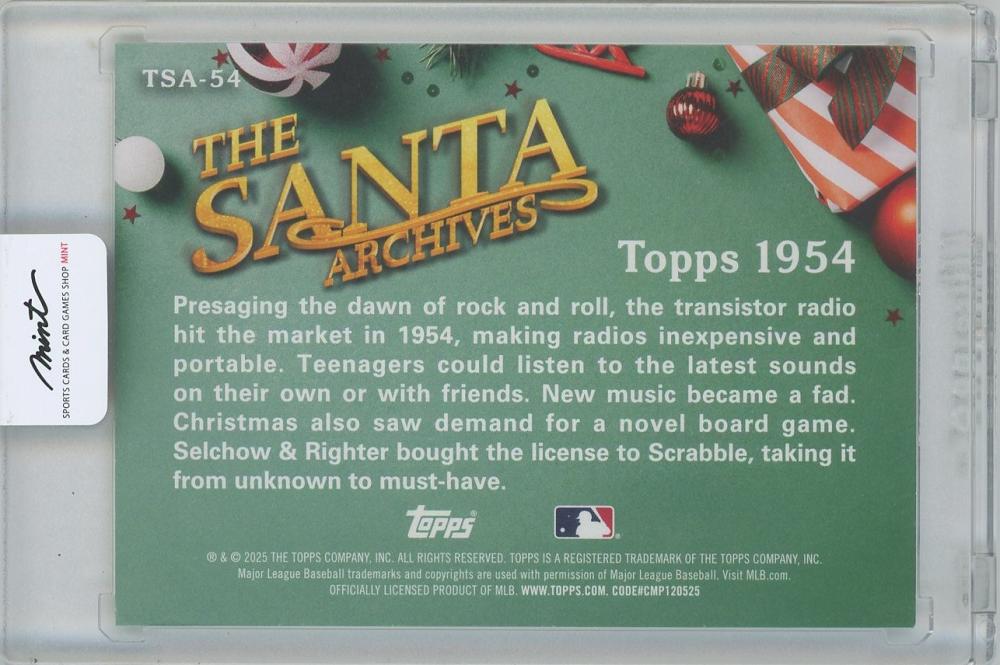 TSA-54
THE
SANTA
ARCHIVES
Topps 1954
Presaging the dawn of rock and roll, the transistor radio
hit the market in 1954, making radios inexpensive and
portable. Teenagers could listen to the latest sounds
on their own or with friends. New music became a fad.
Christmas also saw demand for a novel board game.
Selchow & Righter bought the license to Scrabble, taking it
from unknown to must-have.
topps®
® & © 2025 THE TOPPS COMPANY, INC. ALL RIGHTS RESERVED. TOPPS IS A REGISTERED TRADEMARK OF THE TOPPS COMPANY, INC.
Major League Baseball trademarks and copyrights are used with permission of Major League Baseball. Visit MLB.com.
OFFICIALLY LICENSED PRODUCT OF MLB. WWW.TOPPS.COM. CODE#CMP120525
mint
SPORTS CARDS & CARD GAMES SHOP MINT